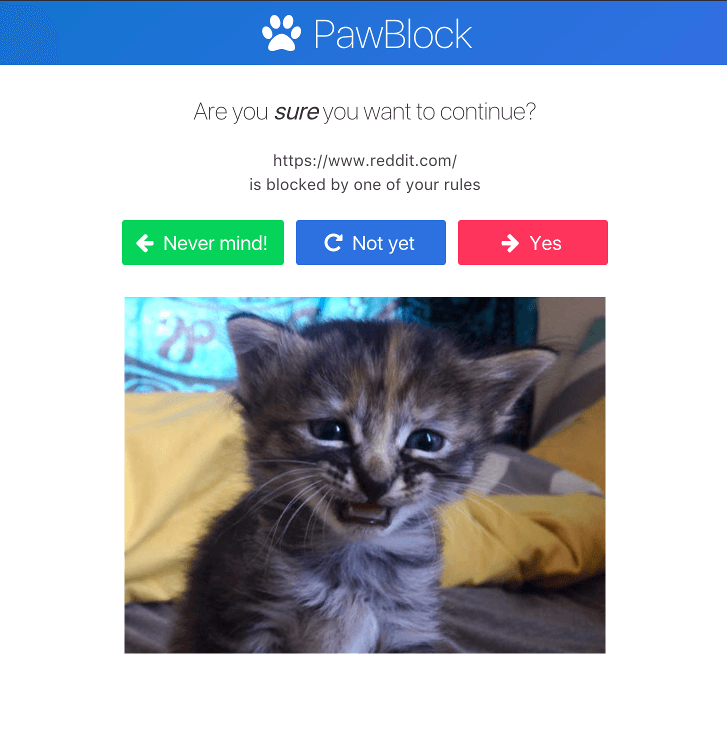 PawBlock
Are you sure you want to continue?
https://www.reddit.com/
is blocked by one of your rules
Never mind!
Not yet
Yes